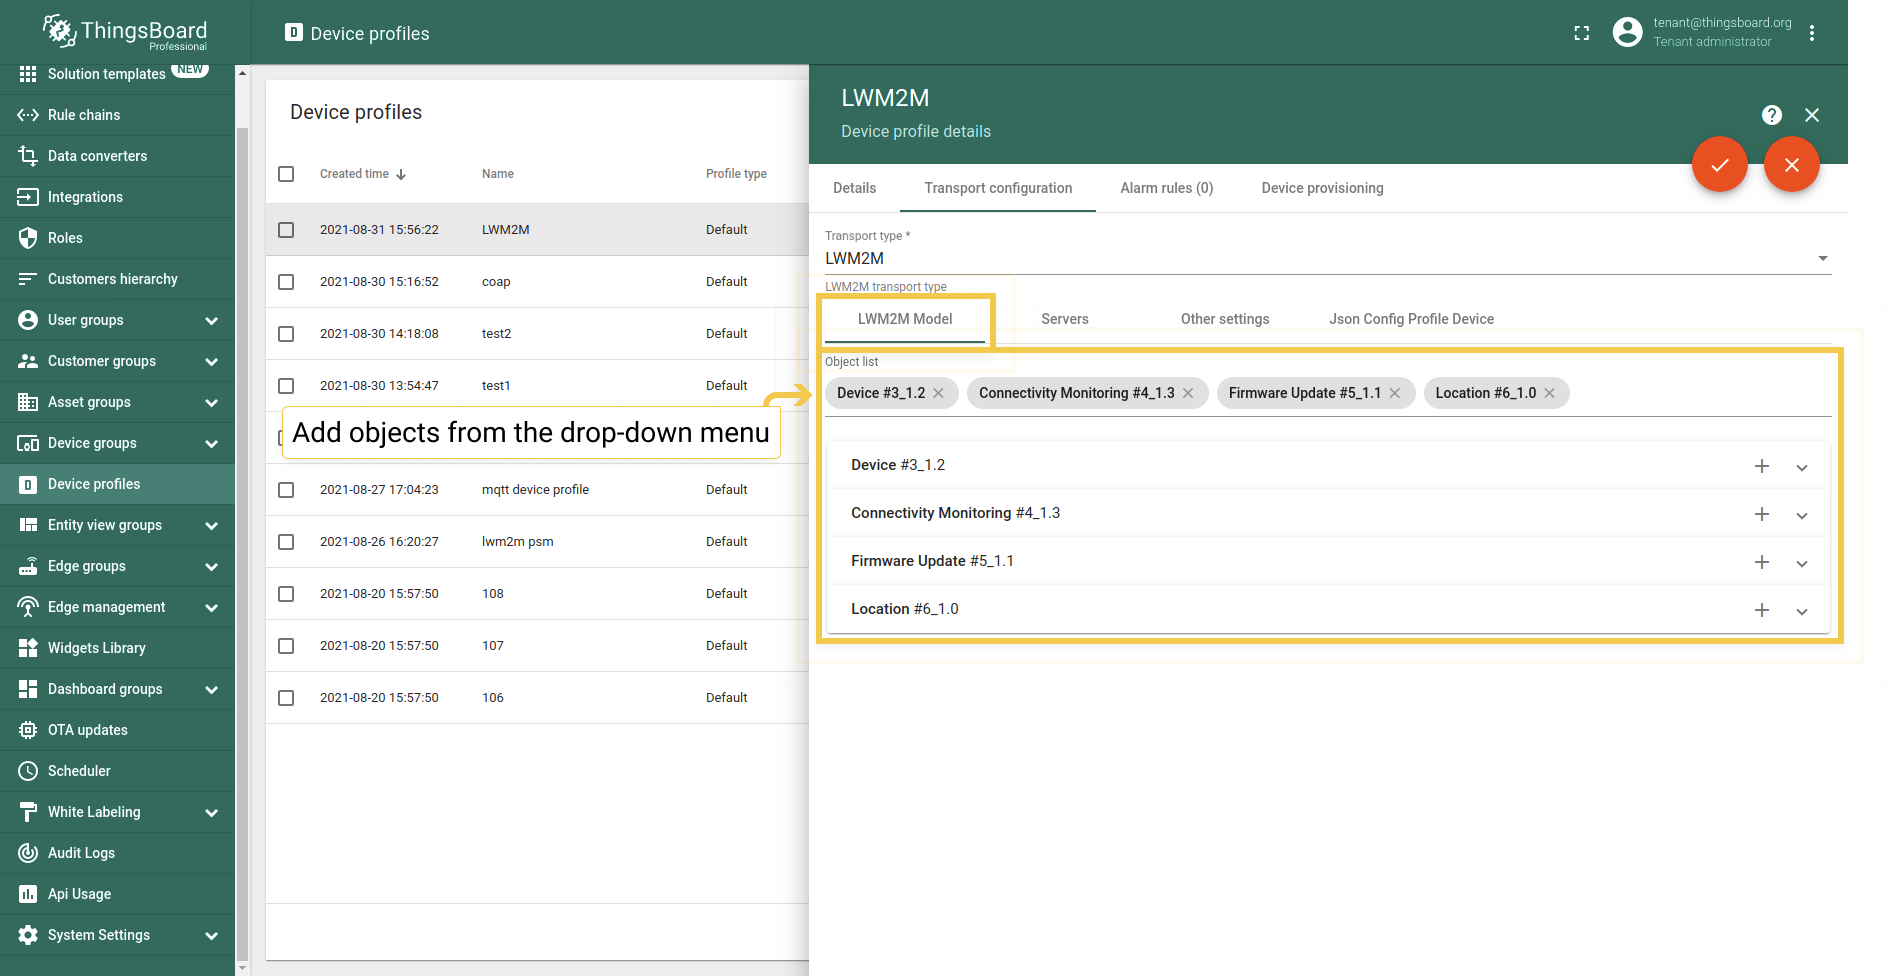 ThingsBoard
Professional
Device profiles
tenant@thingsboard.org
Tenant administrator
Solution templates NEW
Rule chains
Data converters
Integrations
Roles
Customers hierarchy
User groups
Customer groups
Asset groups
Device groups
Device profiles
Entity view groups
Edge groups
Edge management
Widgets Library
Dashboard groups
OTA updates
Scheduler
White Labeling
Audit Logs
Api Usage
System Settings
Device profiles
Created time Name Profile type
2021-08-31 15:56:22 LWM2M Default
2021-08-30 15:16:52 coap Default
2021-08-30 14:18:08 test2 Default
2021-08-30 13:54:47 test1 Default
Add objects from the drop-down menu
2021-08-27 17:04:23 mqtt device profile Default
2021-08-26 16:20:27 lwm2m psm Default
2021-08-20 15:57:50 108 Default
2021-08-20 15:57:50 107 Default
2021-08-20 15:57:50 106 Default
LWM2M
Device profile details
Details Transport configuration Alarm rules (0) Device provisioning
Transport type *
LWM2M
LWM2M transport type
LWM2M Model Servers Other settings Json Config Profile Device
Object list
Device #3_1.2 Connectivity Monitoring #4_1.3 Firmware Update #5_1.1 Location #6_1.0
Device #3_1.2
Connectivity Monitoring #4_1.3
Firmware Update #5_1.1
Location #6_1.0